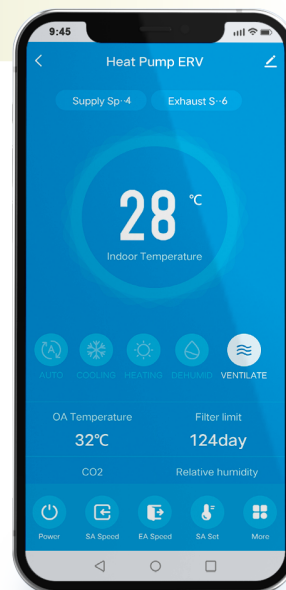 9:45
Heat Pump ERV
Supply Sp··4 Exhaust S··6
28 ℃
Indoor Temperature
AUTO COOLING HEATING DEHUMID VENTILATE
OA Temperature Filter limit
32℃ 124day
CO2 Relative humidity
Power SA Speed EA Speed SA Set More